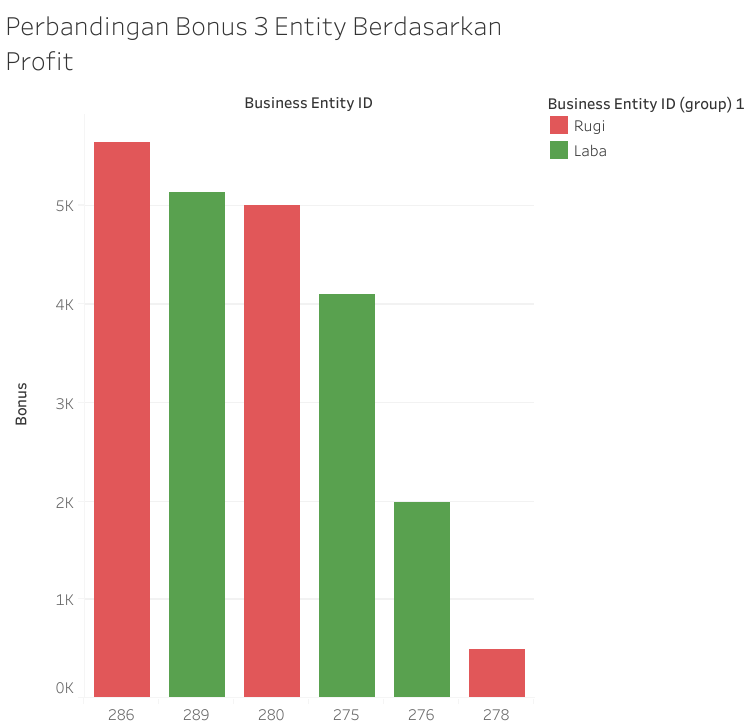 Perbandingan Bonus 3 Entity Berdasarkan
Profit
Business Entity ID
Business Entity ID (group) 1
Rugi
Laba
5K
4K
3K
2K
1K
0K
Bonus
286
289
280
275
276
278